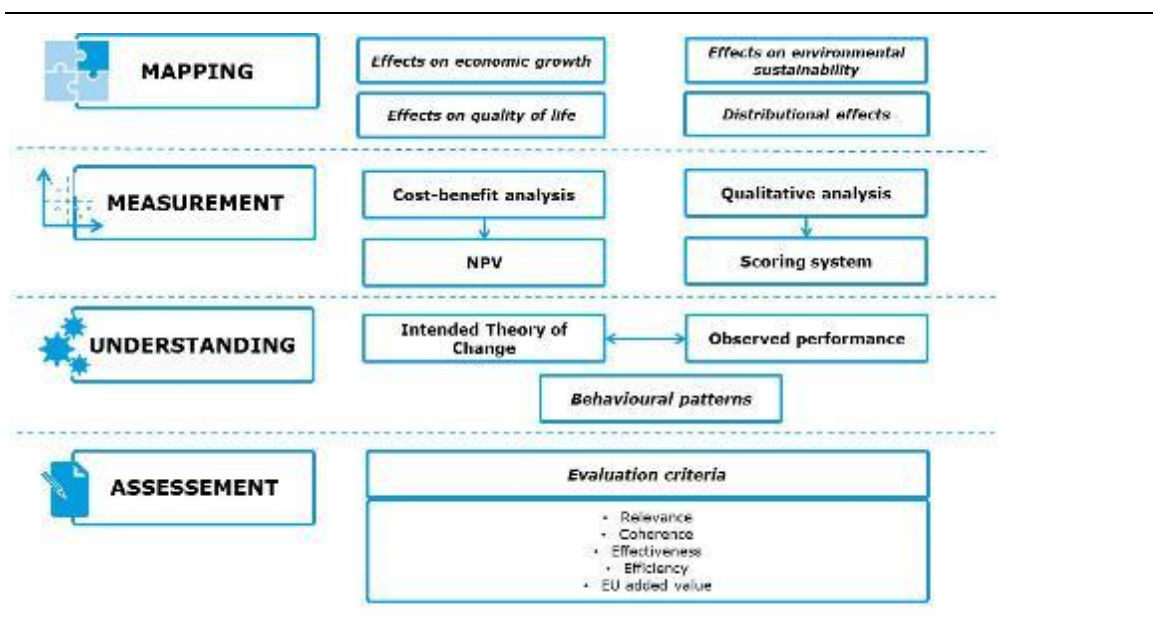 MAPPING
Effects on economic growth
Effects on environmental
sustainability
Effects on quality of life
Distributional effects
MEASUREMENT
Cost-benefit analysis
Qualitative analysis
NPV
Scoring system
UNDERSTANDING
Intended Theory of
Change
Observed performance
Behavioural patterns
ASSESSEMENT
Evaluation criteria
• Relevance
• Coherence
• Effectiveness
• Efficiency
• EU added value